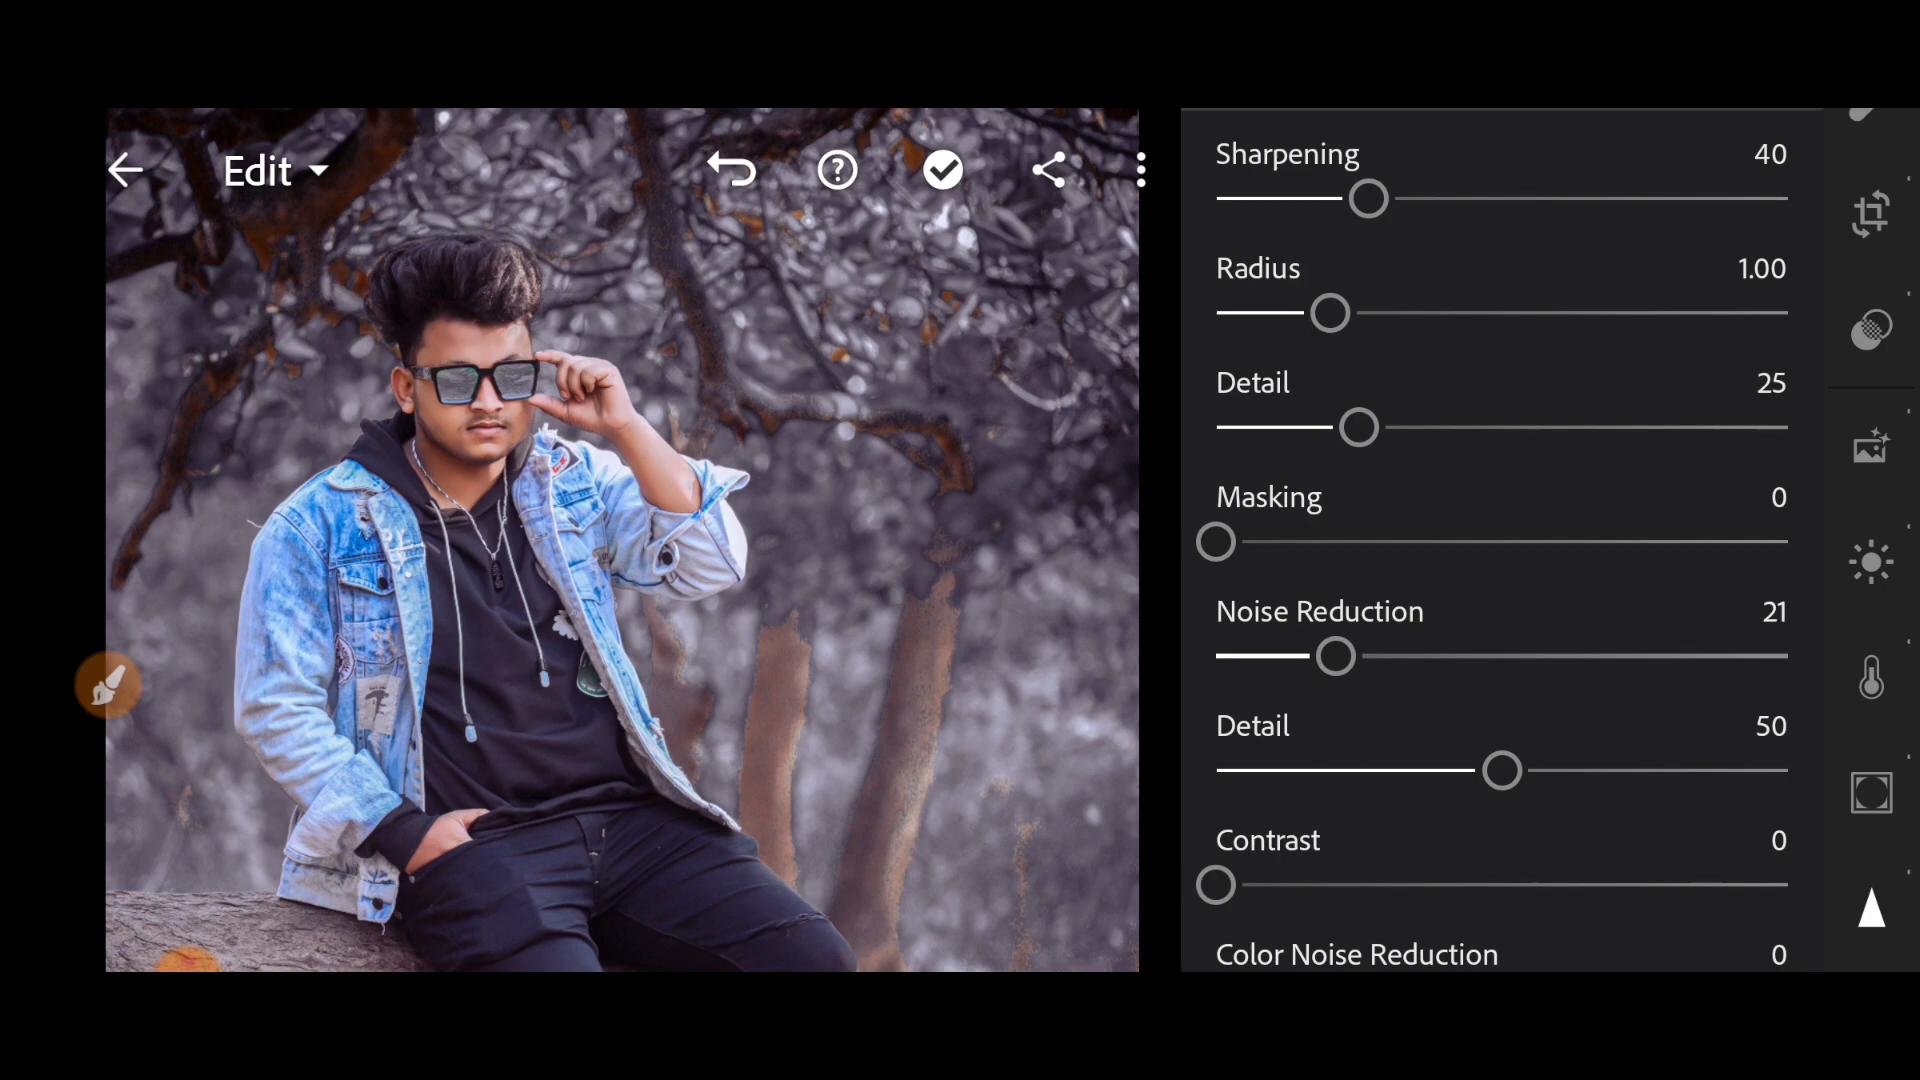 Edit
Sharpening 40
Radius 1.00
Detail 25
Masking 0
Noise Reduction 21
Detail 50
Contrast 0
Color Noise Reduction 0